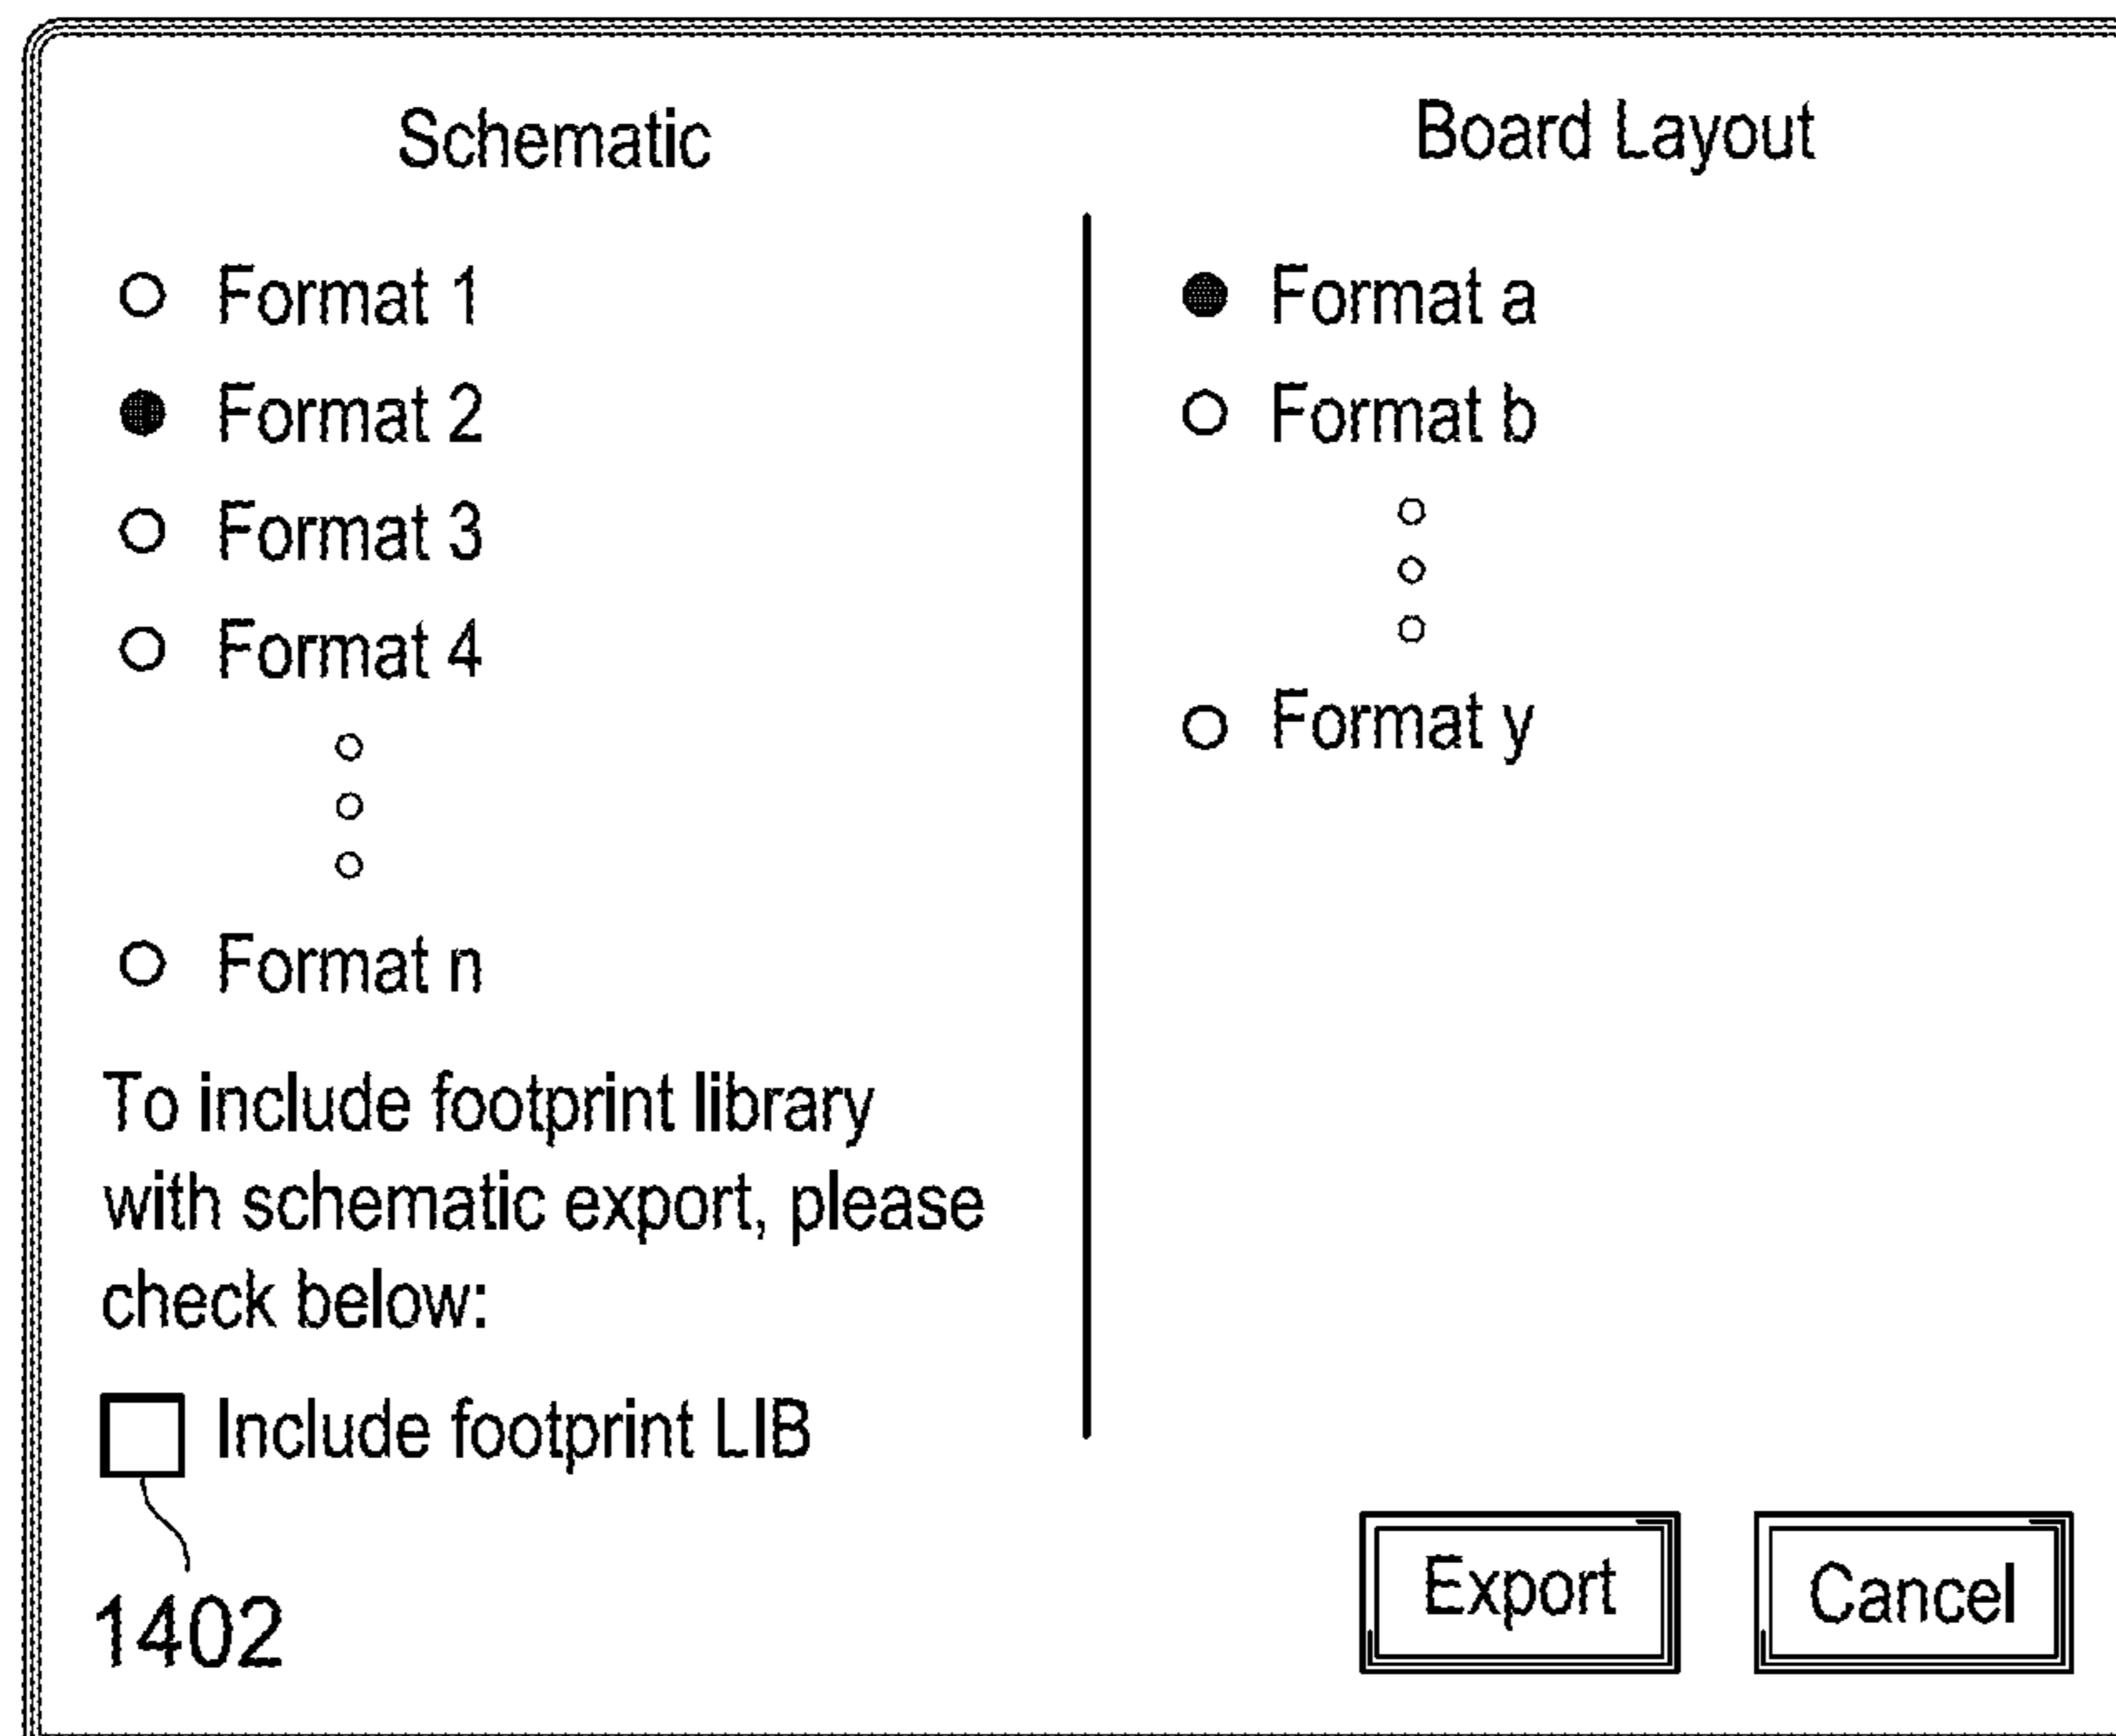 Schematic
Format 1
Format 2
Format 3
Format 4
Format n
To include footprint library
with schematic export, please
check below:
Include footprint LIB
1402
Board Layout
Format a
Format b
Format y
Export
Cancel